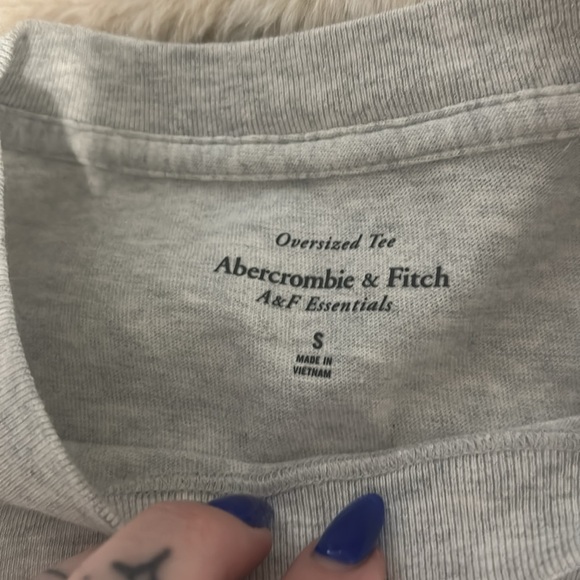 Oversized Tee
Abercrombie & Fitch
A&F Essentials
S
MADE IN
VIETNAM